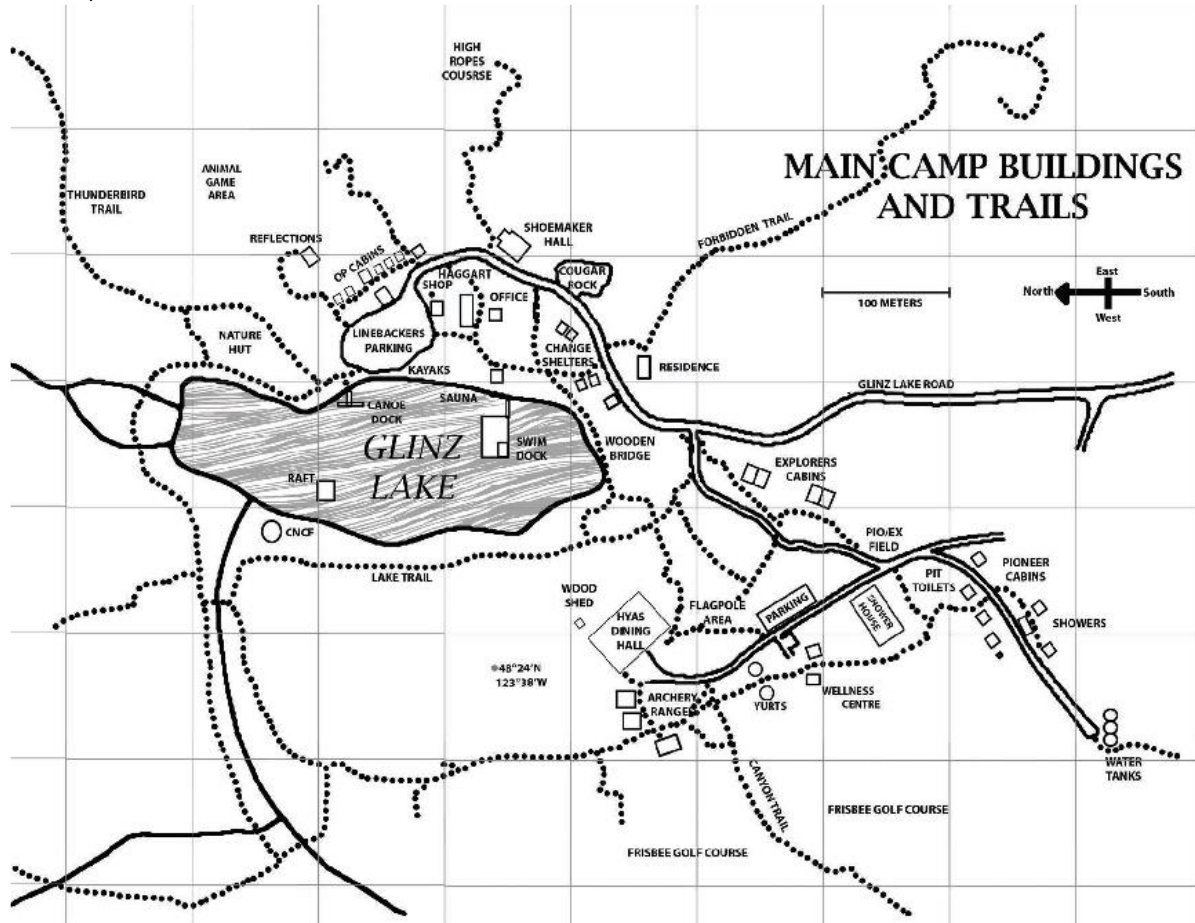 HIGH
ROPES
COUSRSE
MAIN CAMP BUILDINGS
AND TRAILS
ANIMAL
GAME
AREA
THUNDERBIRD
TRAIL
REFLECTIONS
OP CABINS
SHOEMAKER
HALL
FORBIDDEN TRAIL
HAGGART
SHOP
OFFICE
COUGAR
ROCK
East
North
South
West
100 METERS
LINEBACKERS
PARKING
NATURE
HUT
CHANGE
SHELTERS
KAYAKS
RESIDENCE
GLINZ LAKE ROAD
SAUNA
CANOE
DOCK
GLINZ
LAKE
SWIM
DOCK
WOODEN
BRIDGE
RAFT
EXPLORERS
CABINS
CNCF
PIO/EX
FIELD
LAKE TRAIL
PIT
TOILETS
PIONEER
CABINS
WOOD
SHED
HYAS
DINING
HALL
FLAGPOLE
AREA
PARKING
SHOWER
HOUSE
SHOWERS
48°24'N
123°38'W
ARCHERY
RANGE
YURTS
WELLNESS
CENTRE
WATER
TANKS
CANYON TRAIL
FRISBEE GOLF COURSE
FRISBEE GOLF COURSE